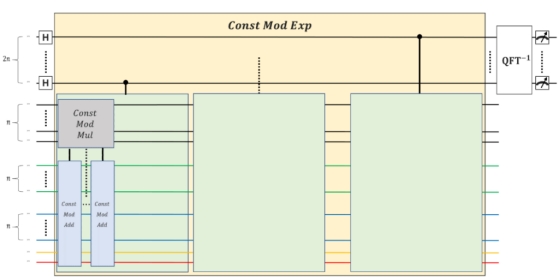 Const Mod Exp
2n
H
H
QFT⁻¹
n
Const
Mod
Mul
n
Const
Mod
Add
...
Const
Mod
Add
n